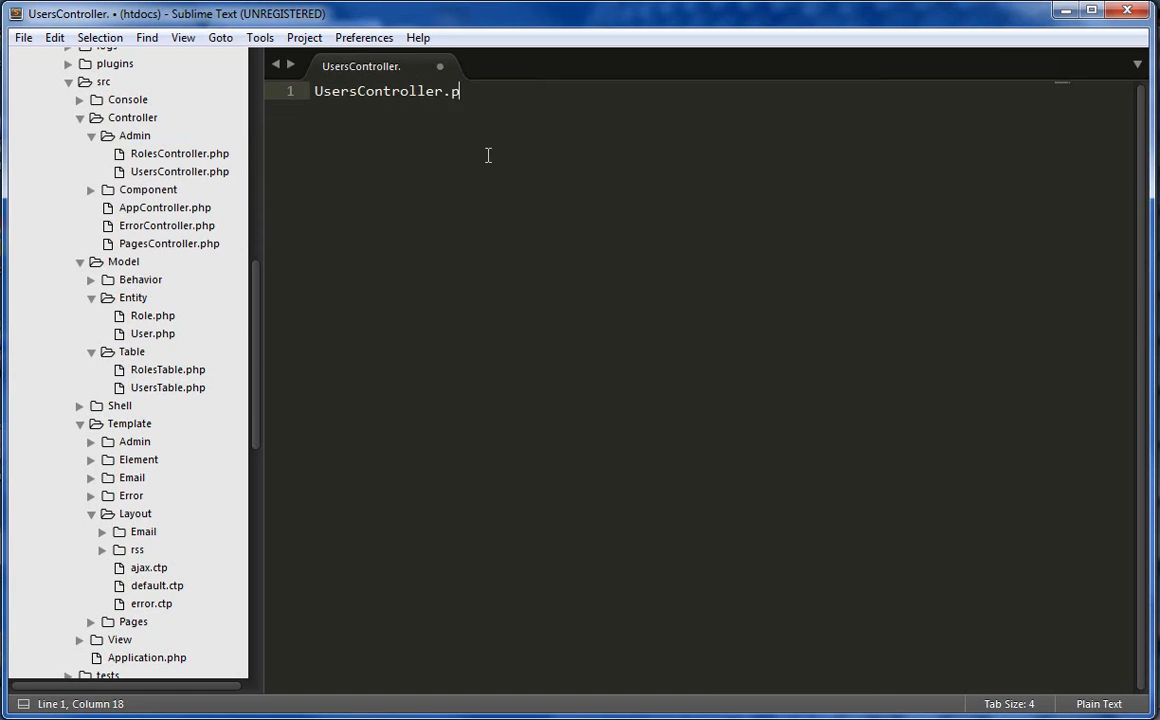 UsersController. • (htdocs) - Sublime Text (UNREGISTERED)
File Edit Selection Find View Goto Tools Project Preferences Help
logs
plugins
src
Console
Controller
Admin
RolesController.php
UsersController.php
Component
AppController.php
ErrorController.php
PagesController.php
Model
Behavior
Entity
Role.php
User.php
Table
RolesTable.php
UsersTable.php
Shell
Template
Admin
Element
Email
Error
Layout
Email
rss
ajax.ctp
default.ctp
error.ctp
Pages
View
Application.php
tests
UsersController.
1 UsersController.p
Line 1, Column 18
Tab Size: 4
Plain Text